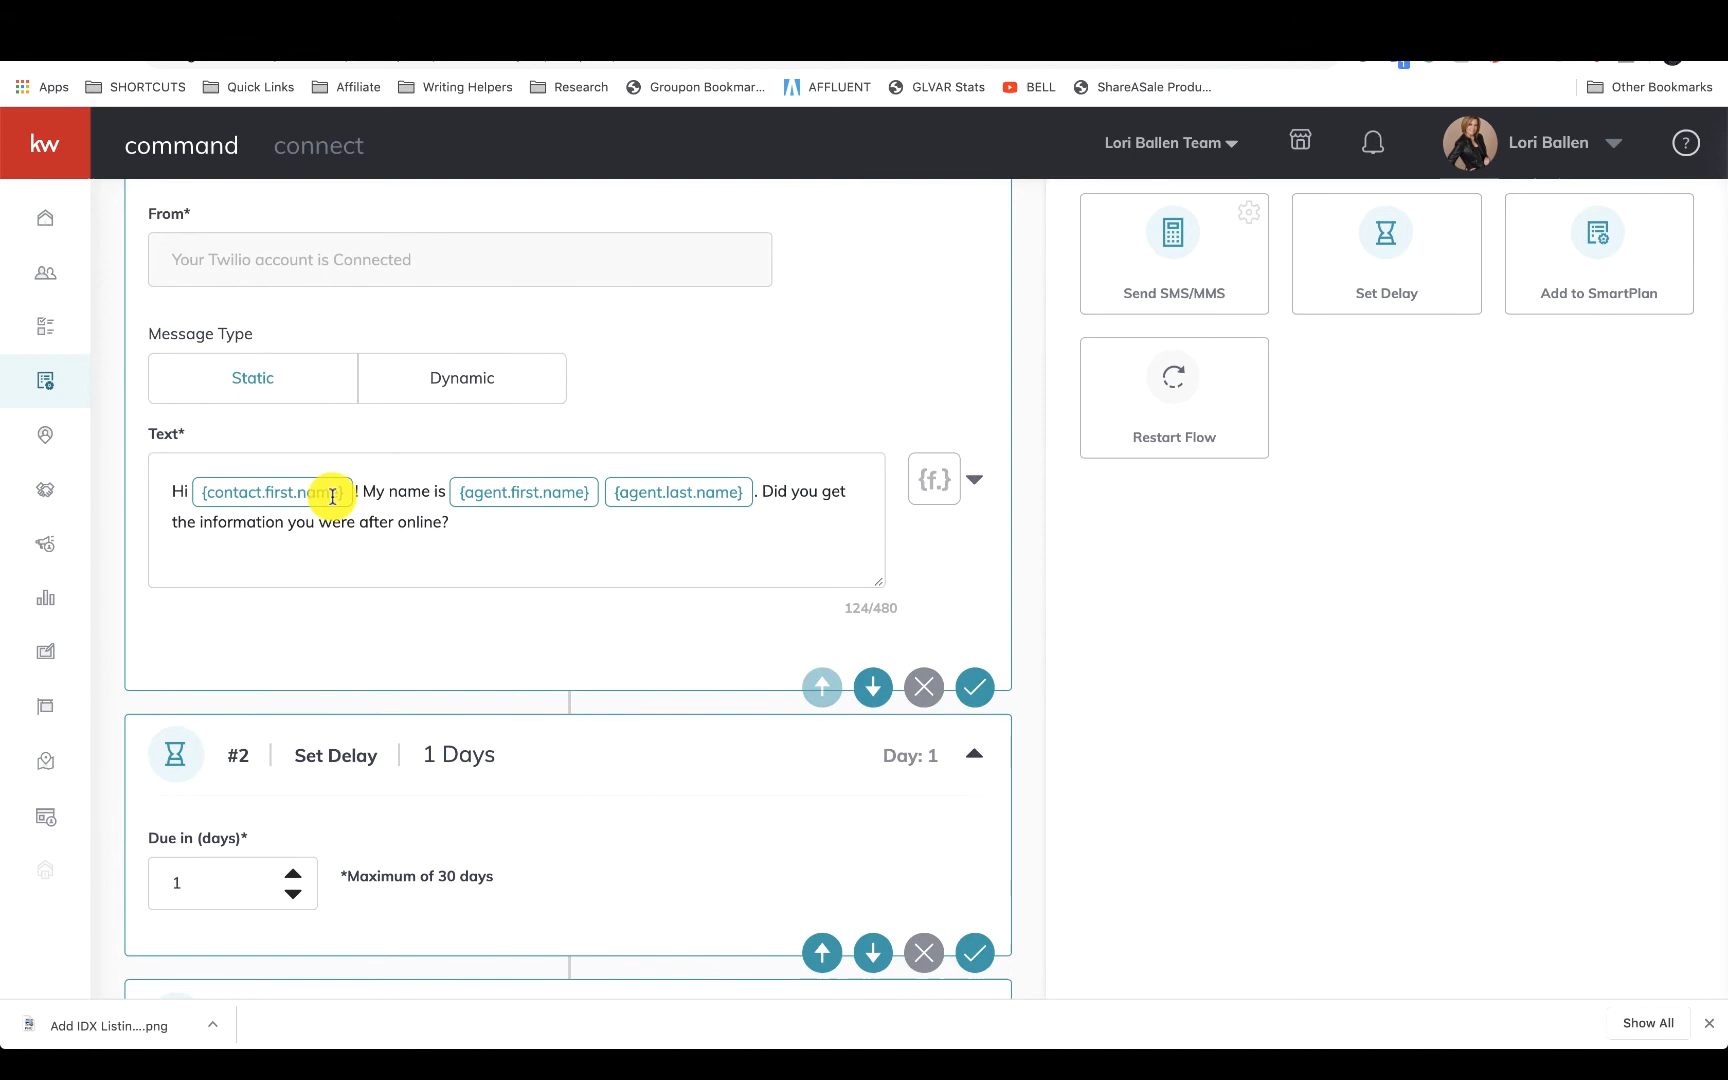 Apps SHORTCUTS Quick Links Affiliate Writing Helpers Research Groupon Bookmar... AFFLUENT GLVAR Stats BELL ShareASale Produ... Other Bookmarks
kw command connect Lori Ballen Team Lori Ballen ?
From*
Your Twilio account is Connected
Message Type
Static Dynamic
Text*
Hi {contact.first.name} ! My name is {agent.first.name} {agent.last.name} . Did you get
the information you were after online?
{f.}
124/480
#2 Set Delay 1 Days Day: 1
Due in (days)*
1 *Maximum of 30 days
Send SMS/MMS Set Delay Add to SmartPlan
Restart Flow
Add IDX Listin....png Show All